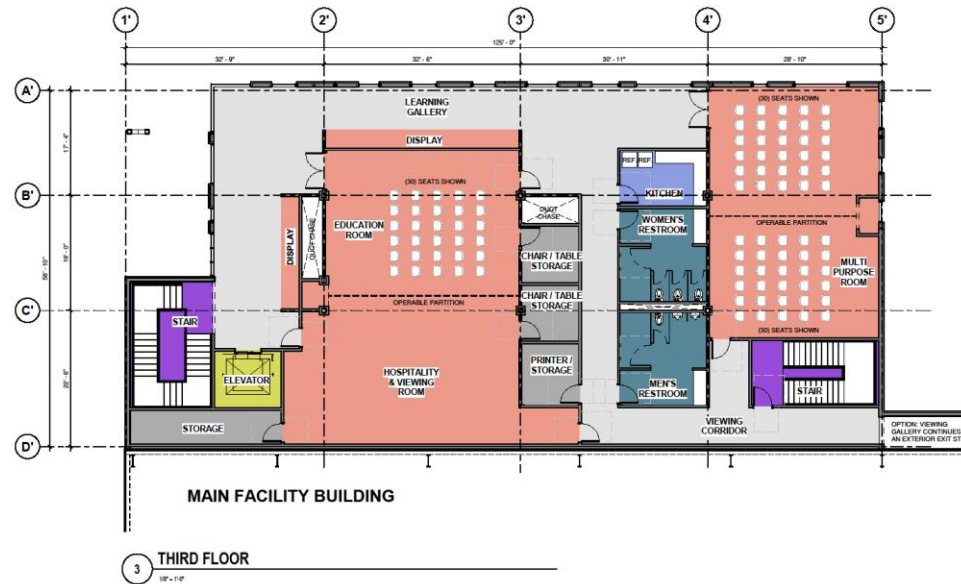 1'
2'
3'
4'
5'
125' - 0"
32' - 9"
32' - 6"
30' - 11"
28' - 10"
A'
B'
C'
D'
17' - 4"
19' - 0"
LEARNING
GALLERY
DISPLAY
(30) SEATS SHOWN
EDUCATION
ROOM
DUCT CHASE
DISPLAY
OPERABLE PARTITION
HOSPITALITY
& VIEWING
ROOM
STAIR
ELEVATOR
STORAGE
DUCT
CHASE
CHAIR / TABLE
STORAGE
CHAIR / TABLE
STORAGE
PRINTER /
STORAGE
REF.
REF.
KITCHEN
WOMEN'S
RESTROOM
MEN'S
RESTROOM
(30) SEATS SHOWN
OPERABLE PARTITION
MULTI
PURPOSE
ROOM
(30) SEATS SHOWN
STAIR
VIEWING
CORRIDOR
OPTION: VIEWING
GALLERY CONTINUES
AN EXTERIOR EXIT ST
MAIN FACILITY BUILDING
3
THIRD FLOOR
1/8" = 1'-0"